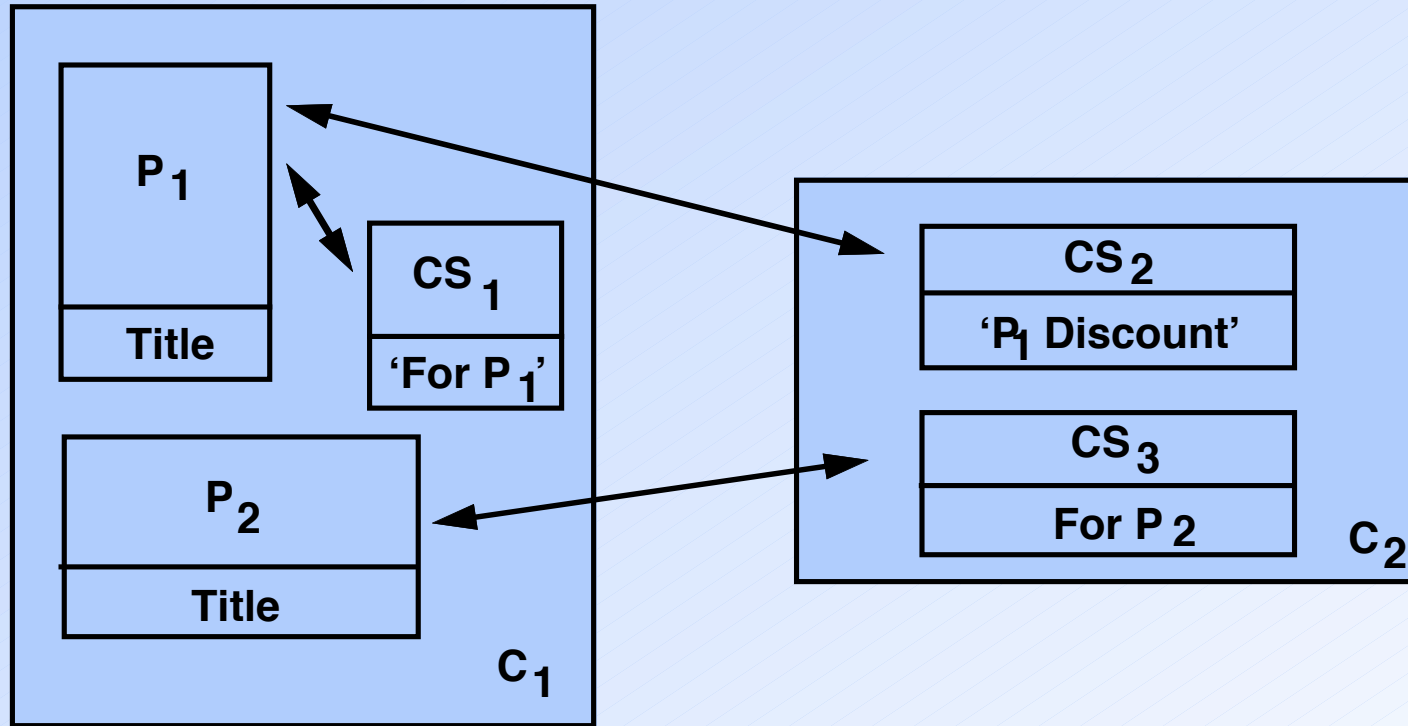 P1
Title
CS1
‘For P1’
P2
Title
C1
CS2
‘P1 Discount’
CS3
For P2
C2